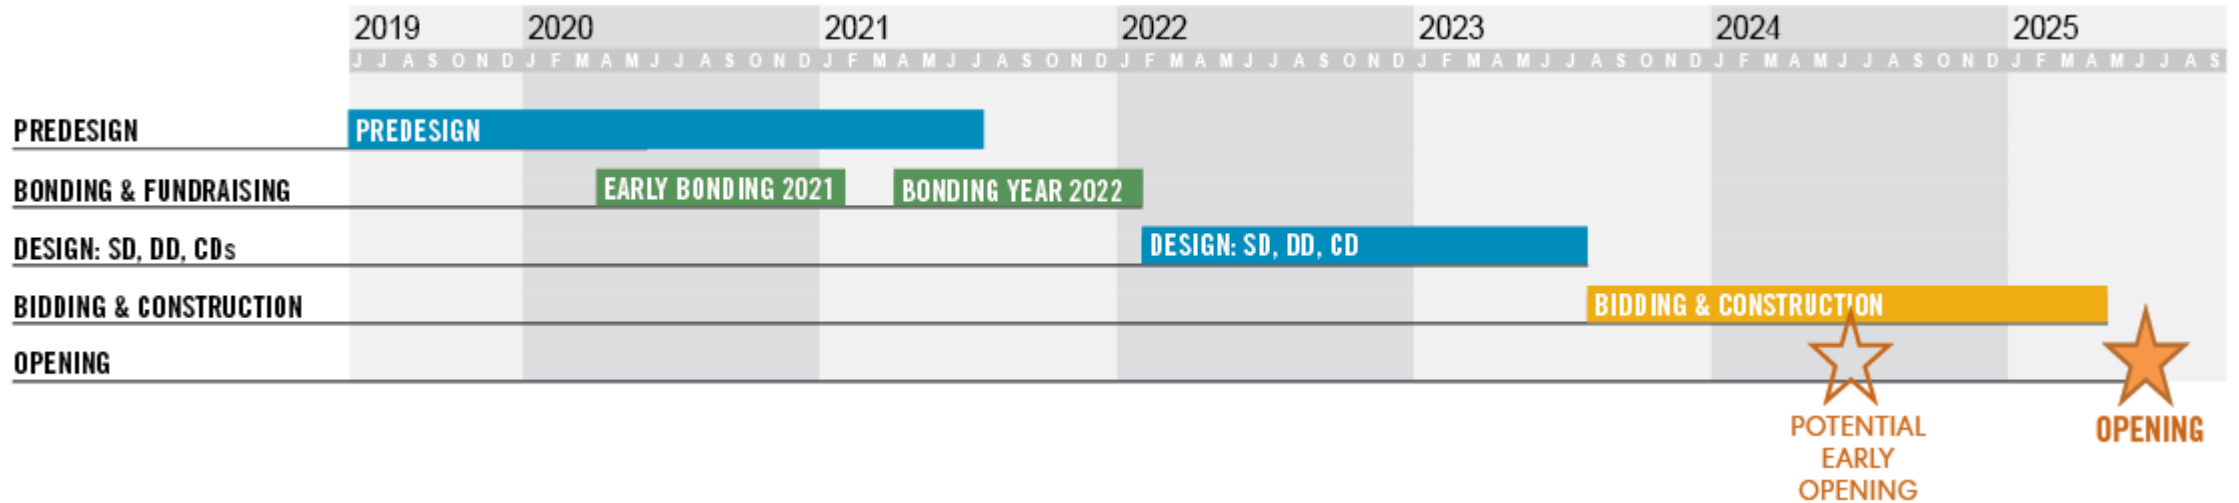 2019 2020 2021 2022 2023 2024 2025
J J A S O N D J F M A M J J A S O N D J F M A M J J A S O N D J F M A M J J A S O N D J F M A M J J A S O N D J F M A M J J A S O N D J F M A M J J A S
PREDESIGN PREDESIGN
BONDING & FUNDRAISING EARLY BONDING 2021 BONDING YEAR 2022
DESIGN: SD, DD, CDs DESIGN: SD, DD, CD
BIDDING & CONSTRUCTION BIDDING & CONSTRUCTION
OPENING
POTENTIAL
EARLY
OPENING
OPENING